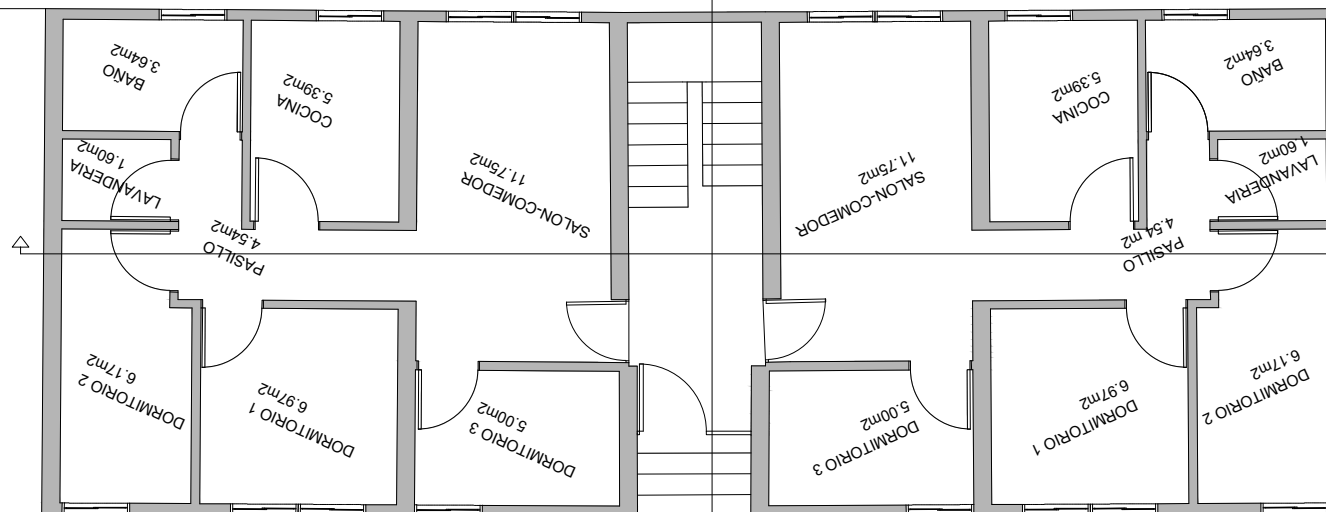 BAÑO
3.64m2
COCINA
5.39m2
LAVANDERIA
1.60m2
SALON-COMEDOR
11.75m2
PASILLO
4.54m2
DORMITORIO 2
6.17m2
DORMITORIO 1
6.97m2
DORMITORIO 3
5.00m2
SALON-COMEDOR
11.75m2
COCINA
5.39m2
BAÑO
3.64m2
LAVANDERIA
1.60m2
PASILLO
4.54 m2
DORMITORIO 3
5.00m2
DORMITORIO 1
6.97m2
DORMITORIO 2
6.17m2